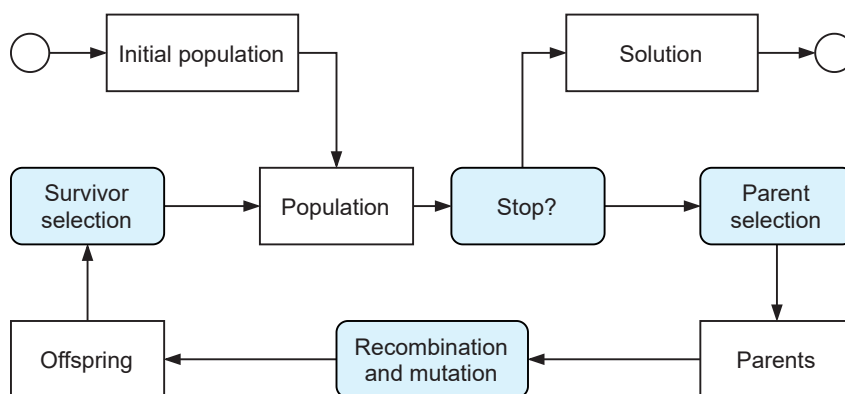 Initial population
Solution
Survivor
selection
Population
Stop?
Parent
selection
Offspring
Recombination
and mutation
Parents